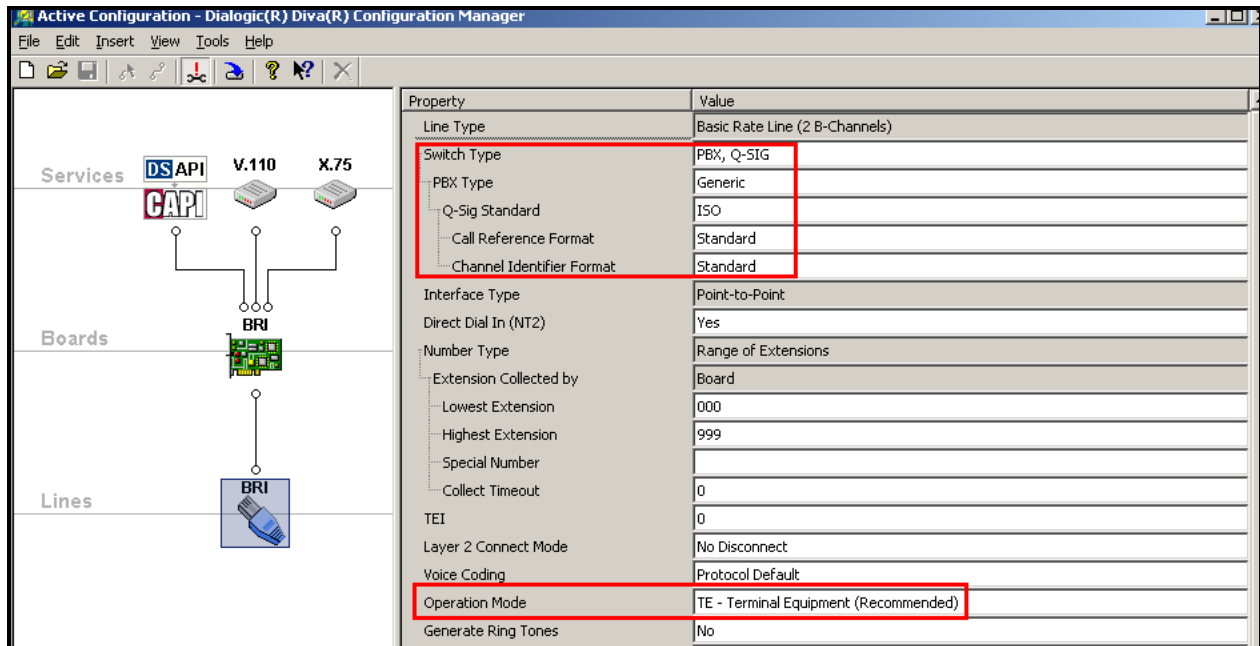 Active Configuration - Dialogic(R) Diva(R) Configuration Manager
File Edit Insert View Tools Help
Services
DSAPI
CAPI
V.110
X.75
Boards
BRI
Lines
BRI
Property Value
Line Type Basic Rate Line (2 B-Channels)
Switch Type PBX, Q-SIG
PBX Type Generic
Q-Sig Standard ISO
Call Reference Format Standard
Channel Identifier Format Standard
Interface Type Point-to-Point
Direct Dial In (NT2) Yes
Number Type Range of Extensions
Extension Collected by Board
Lowest Extension 000
Highest Extension 999
Special Number
Collect Timeout 0
TEI 0
Layer 2 Connect Mode No Disconnect
Voice Coding Protocol Default
Operation Mode TE - Terminal Equipment (Recommended)
Generate Ring Tones No